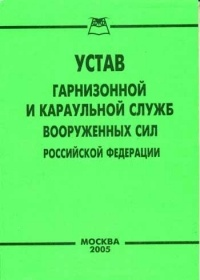 УСТАВ
ГАРНИЗОННОЙ
И КАРАУЛЬНОЙ СЛУЖБ
ВООРУЖЕННЫХ СИЛ
РОССИЙСКОЙ ФЕДЕРАЦИИ
МОСКВА
2005